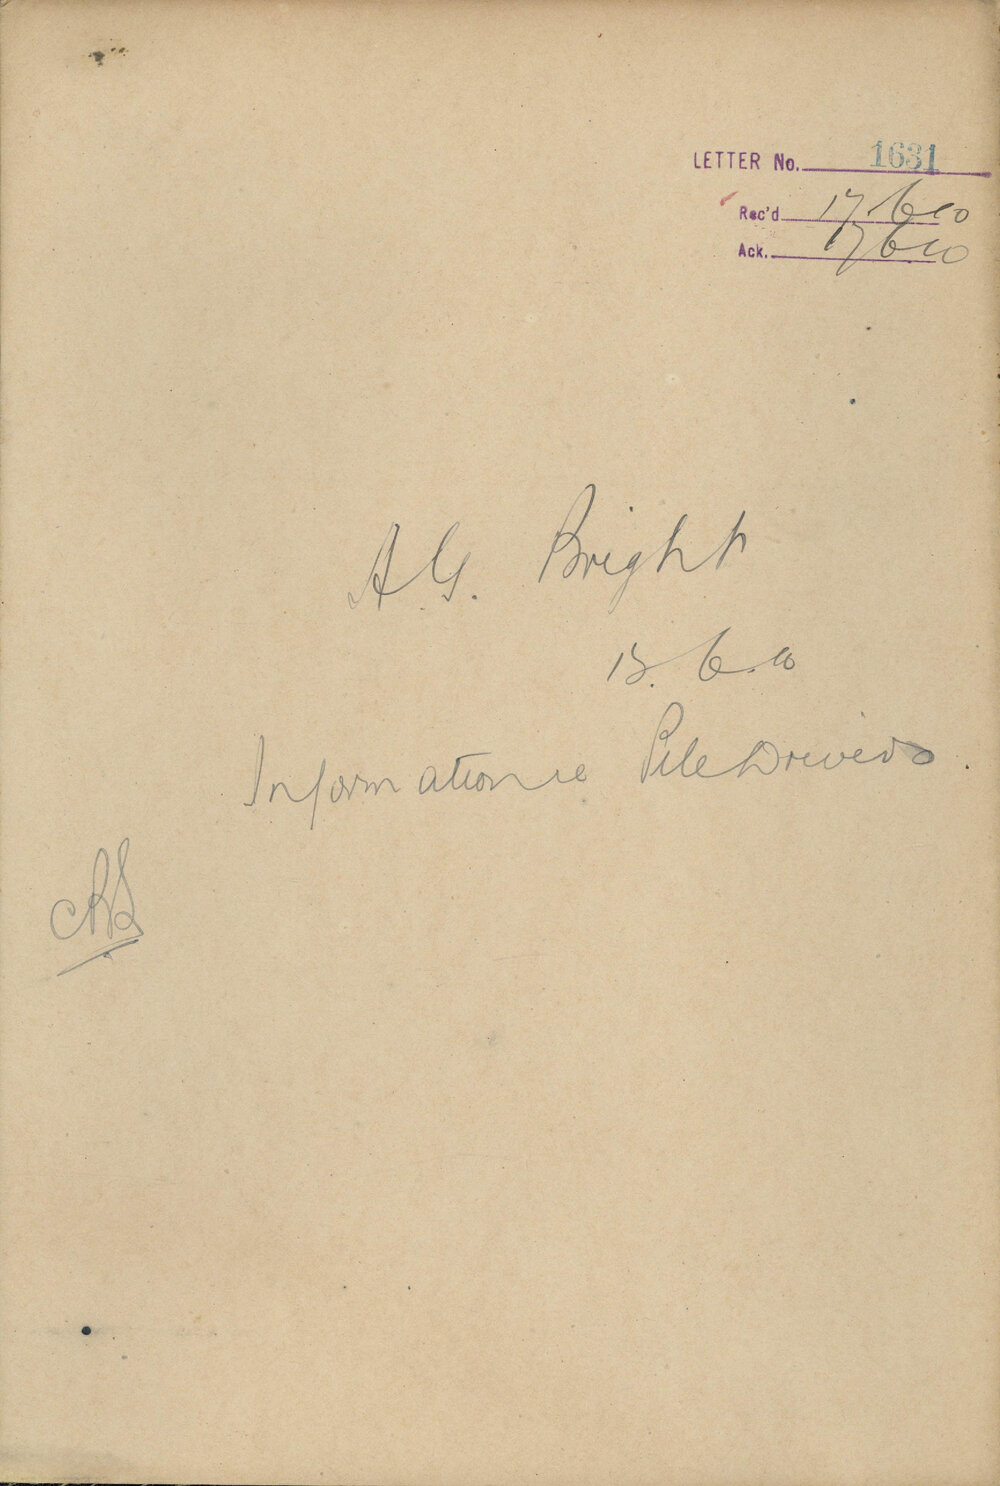 LETTER No. 1631
Rec'd 17.6.10
Ack. 17 6 10
A G. Bright
13. 6. 10
Information re Pile Drivers.